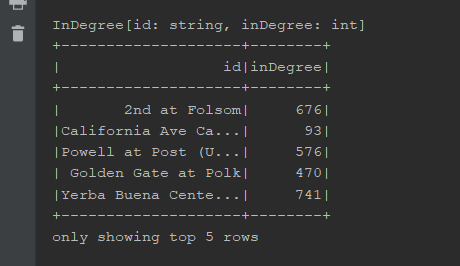 InDegree[id: string, inDegree: int]
+--------------------+--------+
|                  id|inDegree|
+--------------------+--------+
|       2nd at Folsom|     676|
|California Ave Ca...|      93|
|Powell at Post (U...|     576|
| Golden Gate at Polk|     470|
|Yerba Buena Cente...|     741|
+--------------------+--------+
only showing top 5 rows